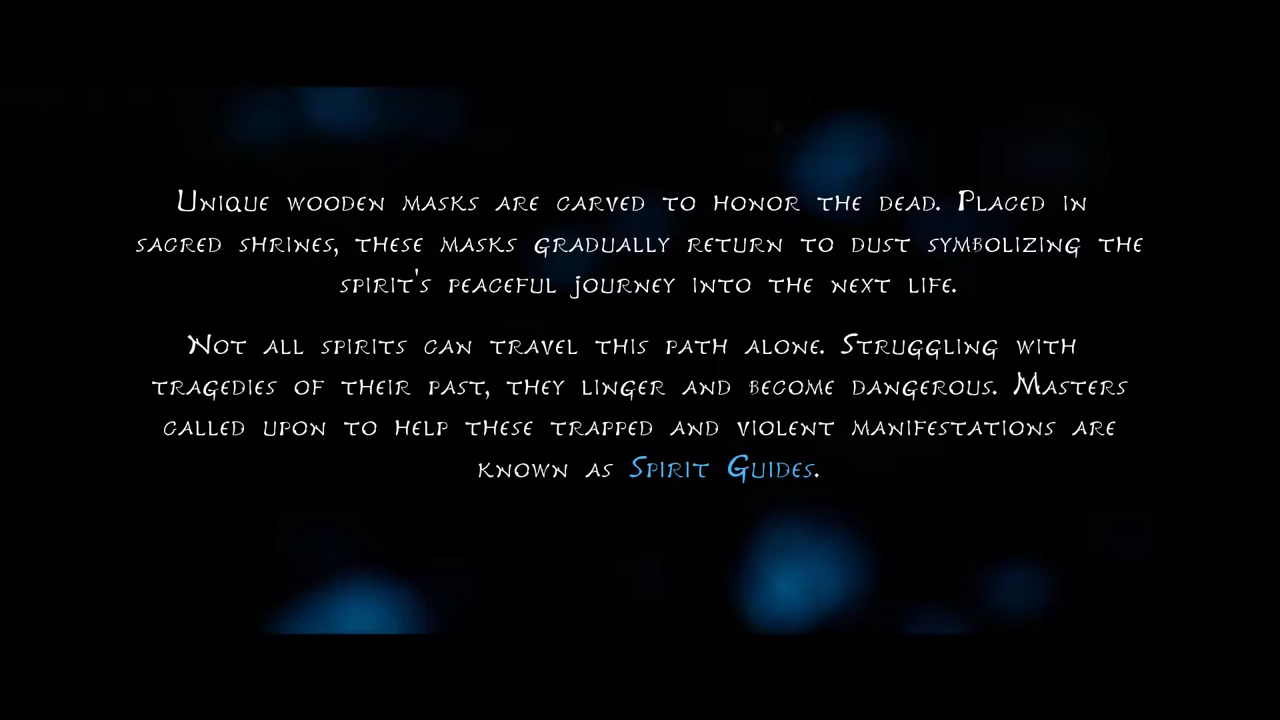 Unique wooden masks are carved to honor the dead. Placed in
sacred shrines, these masks gradually return to dust symbolizing the
spirit's peaceful journey into the next life.
Not all spirits can travel this path alone. Struggling with
tragedies of their past, they linger and become dangerous. Masters
called upon to help these trapped and violent manifestations are
known as Spirit Guides.